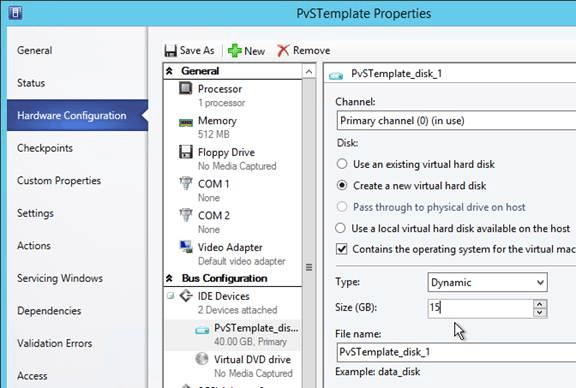 PvSTemplate Properties
General
Status
Hardware Configuration
Checkpoints
Custom Properties
Settings
Actions
Servicing Windows
Dependencies
Validation Errors
Access
Save As New Remove
General
Processor
1 processor
Memory
512 MB
Floppy Drive
No Media Captured
COM 1
None
COM 2
None
Video Adapter
Default video adapter
Bus Configuration
IDE Devices
2 Devices attached
PvSTemplate_dis...
40.00 GB, Primary
Virtual DVD drive
No Media Captured
PvSTemplate_disk_1
Channel:
Primary channel (0) (in use)
Disk:
Use an existing virtual hard disk
Create a new virtual hard disk
Pass through to physical drive on host
Use a local virtual hard disk available on the host
Contains the operating system for the virtual mac
Type: Dynamic
Size (GB): 15
File name:
PvSTemplate_disk_1
Example: data_disk